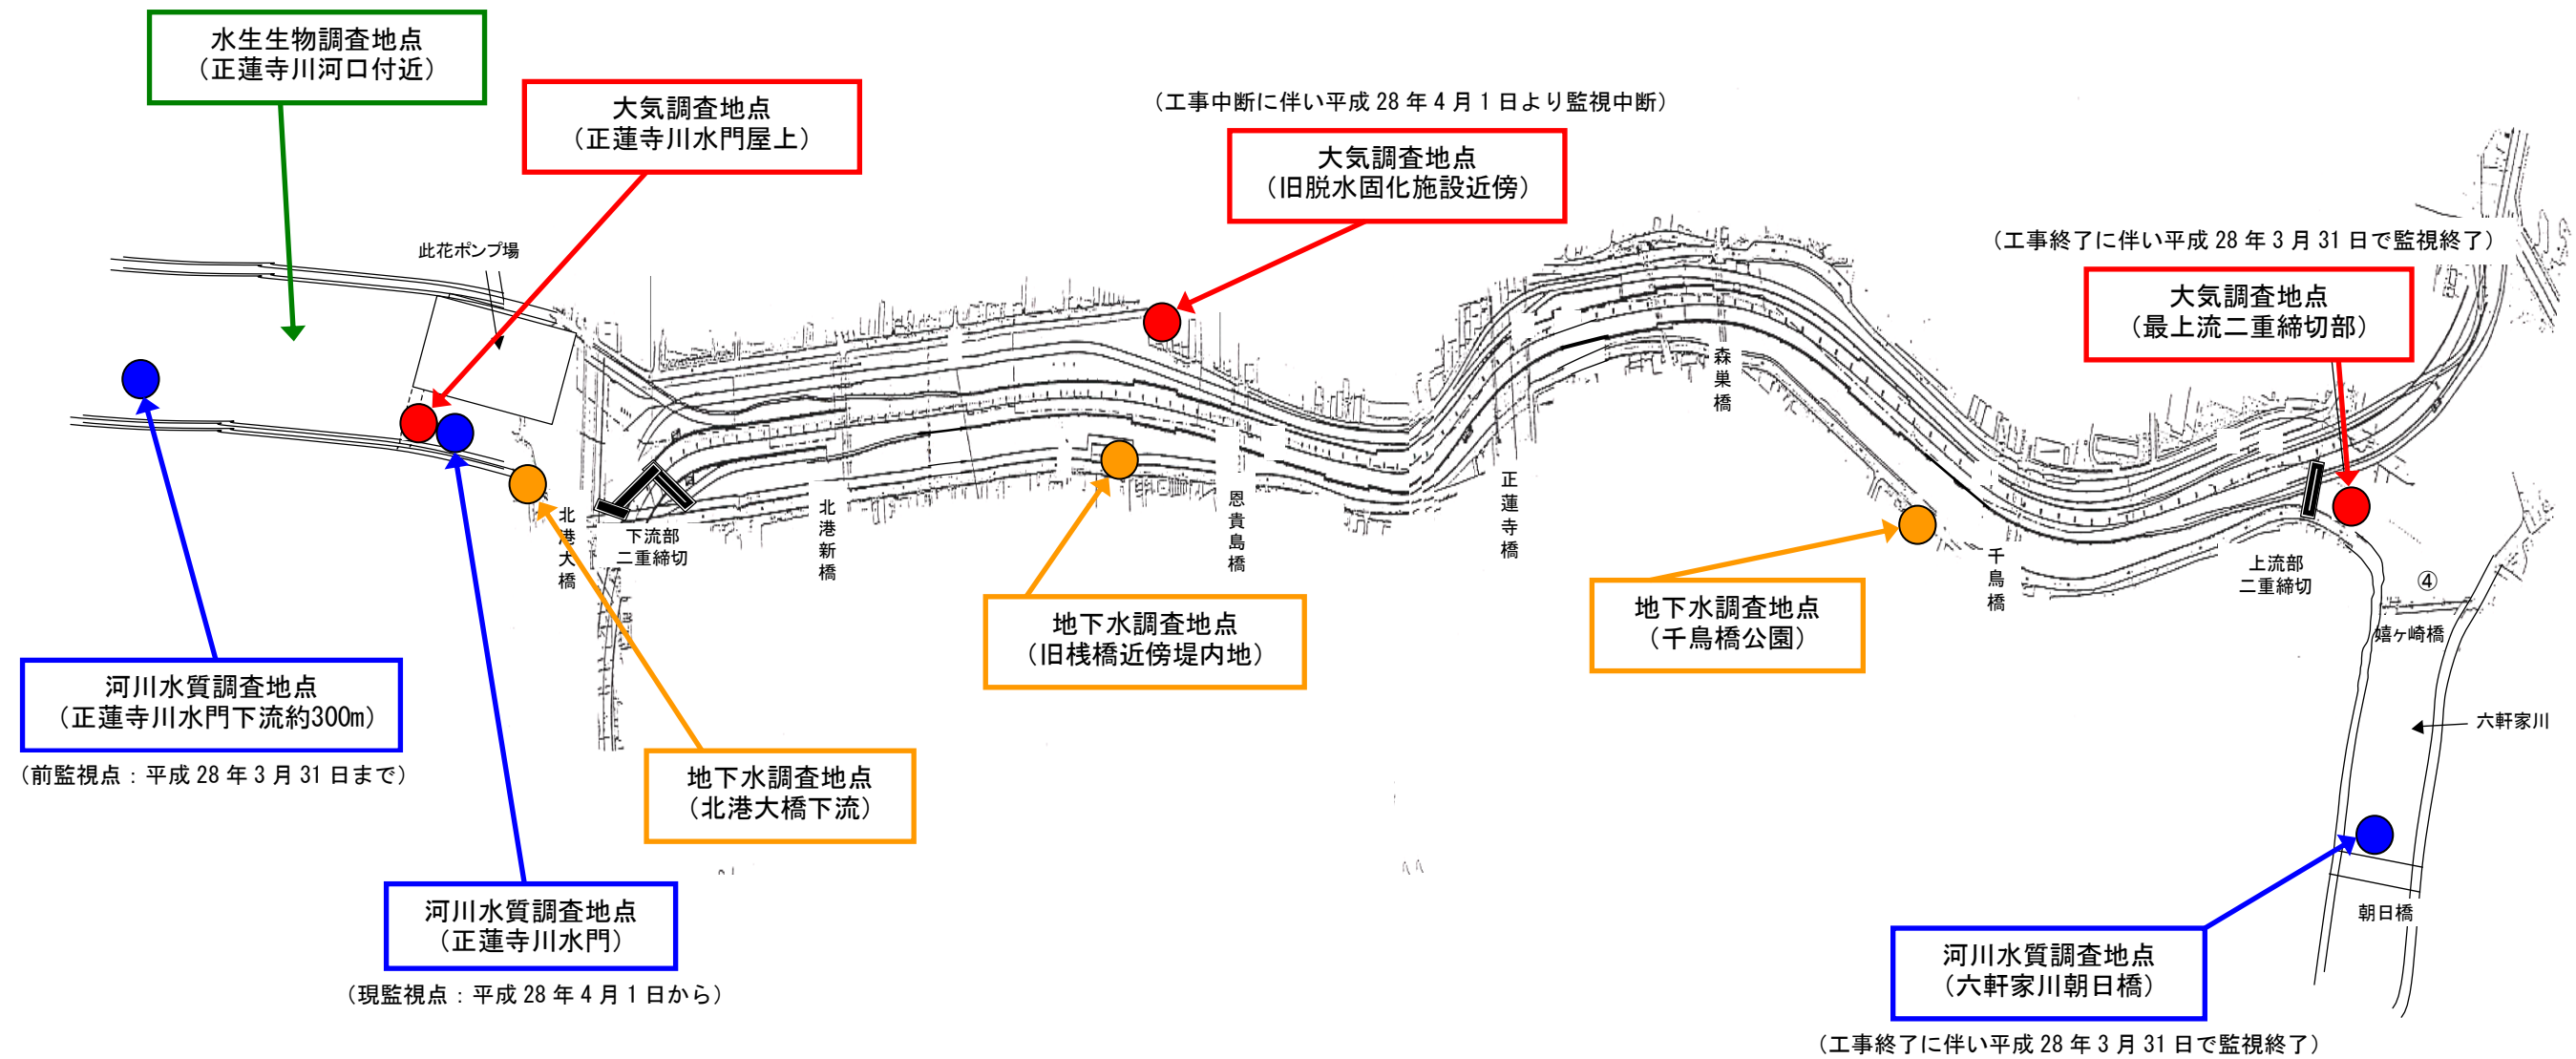 水生生物調査地点
（正蓮寺川河口付近）
大気調査地点
（正蓮寺川水門屋上）
（工事中断に伴い平成 28 年 4 月 1 日より監視中断）
大気調査地点
（旧脱水固化施設近傍）
（工事終了に伴い平成 28 年 3 月 31 日で監視終了）
大気調査地点
（最上流二重締切部）
此花ポンプ場
森巣橋
北港大橋
下流部
二重締切
北港新橋
恩貴島橋
正蓮寺橋
千鳥橋
上流部
二重締切
④
嬉ヶ崎橋
六軒家川
朝日橋
河川水質調査地点
（正蓮寺川水門下流約300m）
（前監視点：平成 28 年 3 月 31 日まで）
地下水調査地点
（北港大橋下流）
地下水調査地点
（旧桟橋近傍堤内地）
地下水調査地点
（千鳥橋公園）
河川水質調査地点
（正蓮寺川水門）
（現監視点：平成 28 年 4 月 1 日から）
河川水質調査地点
（六軒家川朝日橋）
（工事終了に伴い平成 28 年 3 月 31 日で監視終了）